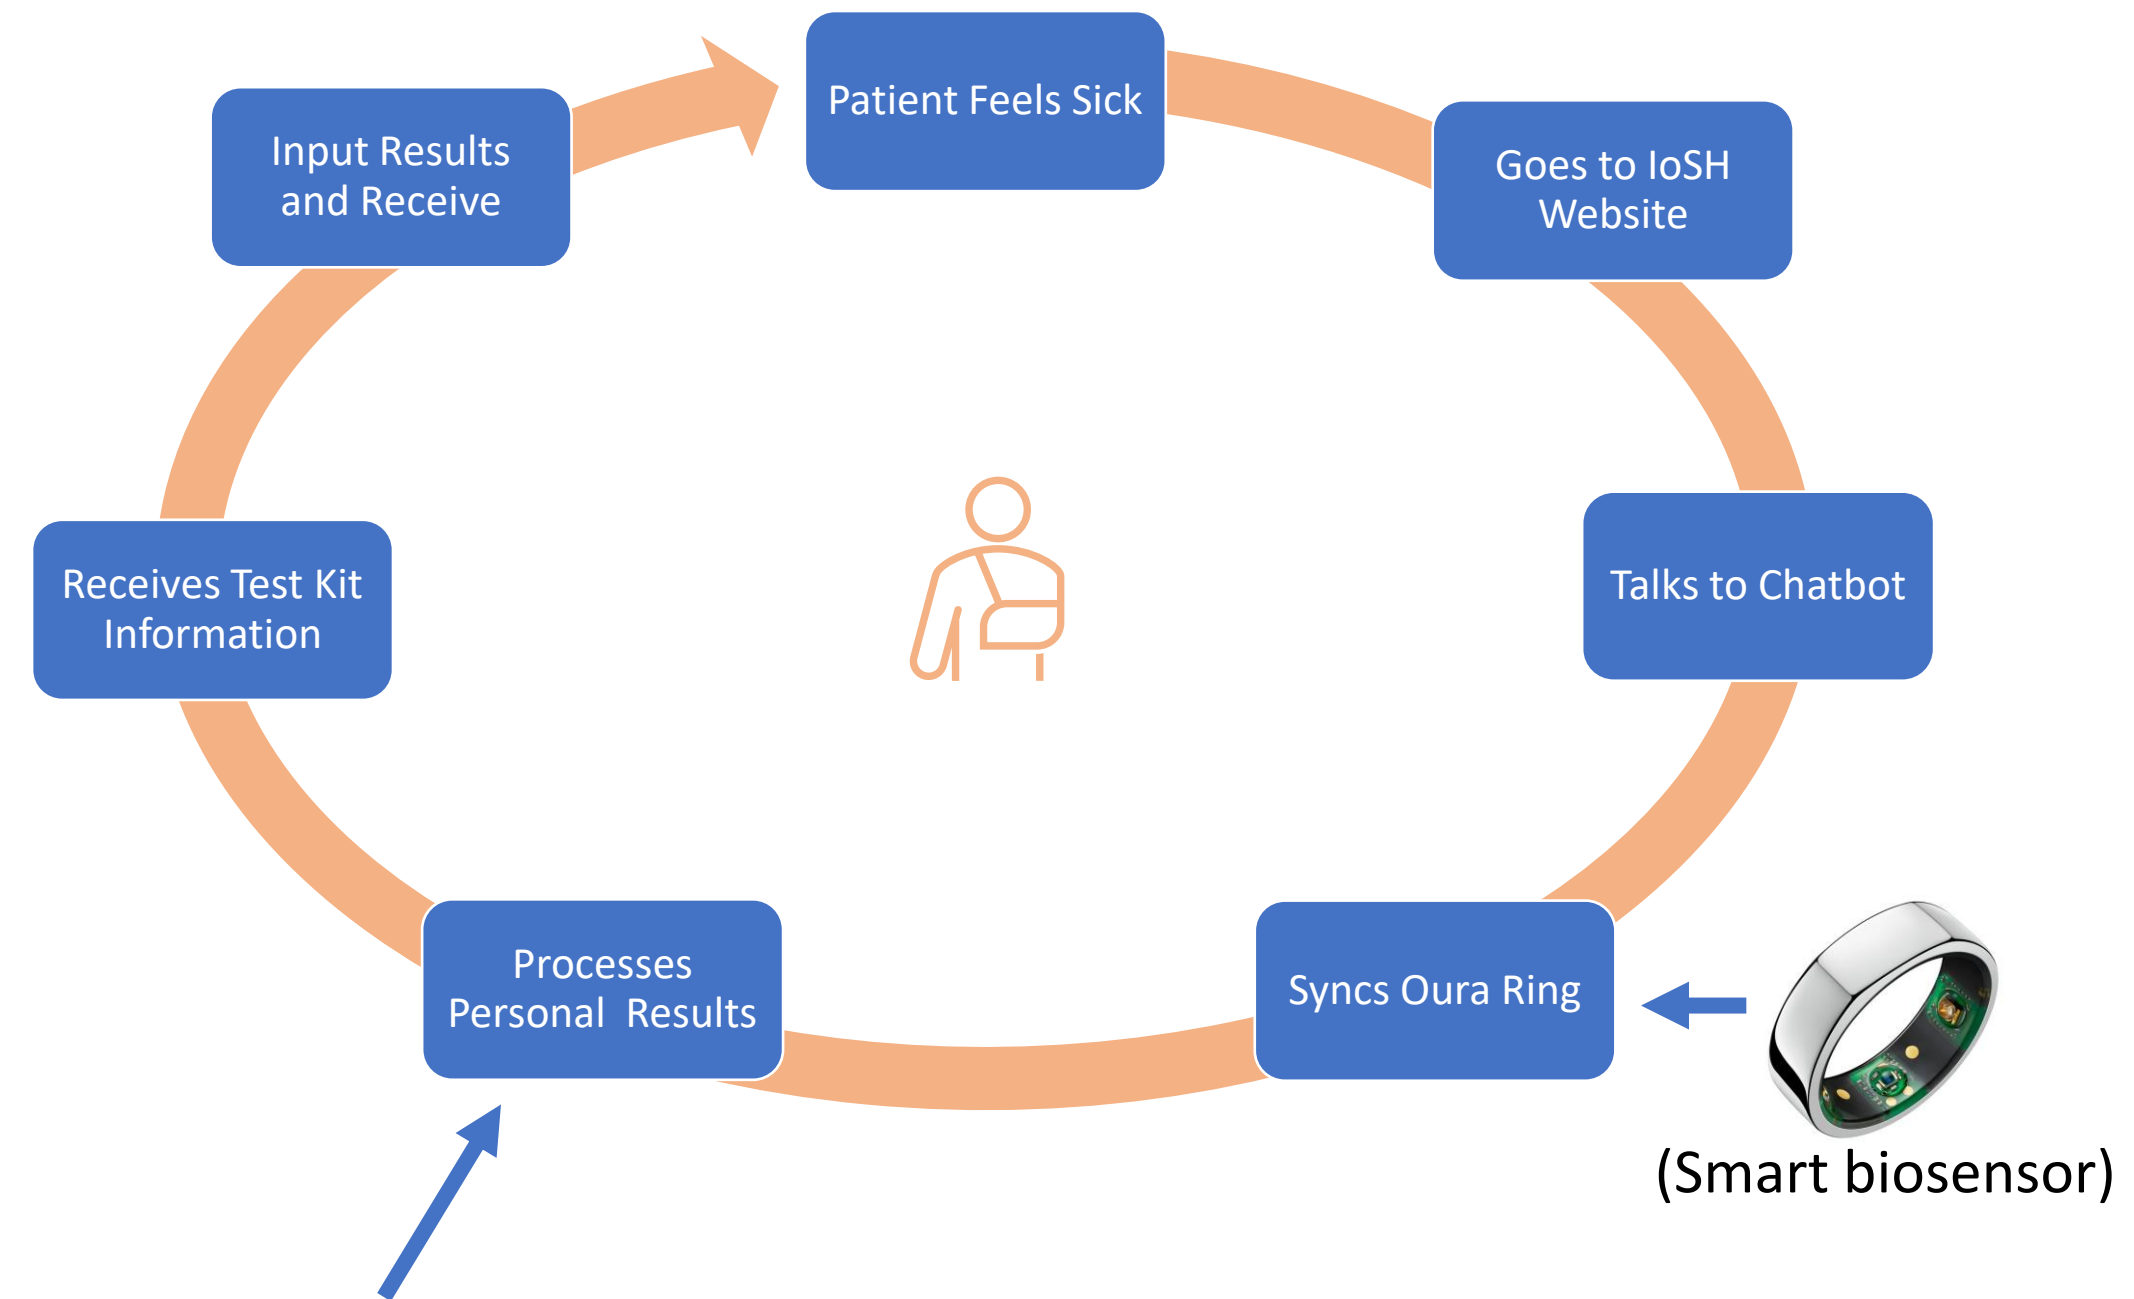 Patient Feels Sick
Goes to IoSH
Website
Talks to Chatbot
Syncs Oura Ring
(Smart biosensor)
Processes
Personal  Results
Receives Test Kit
Information
Input Results
and Receive